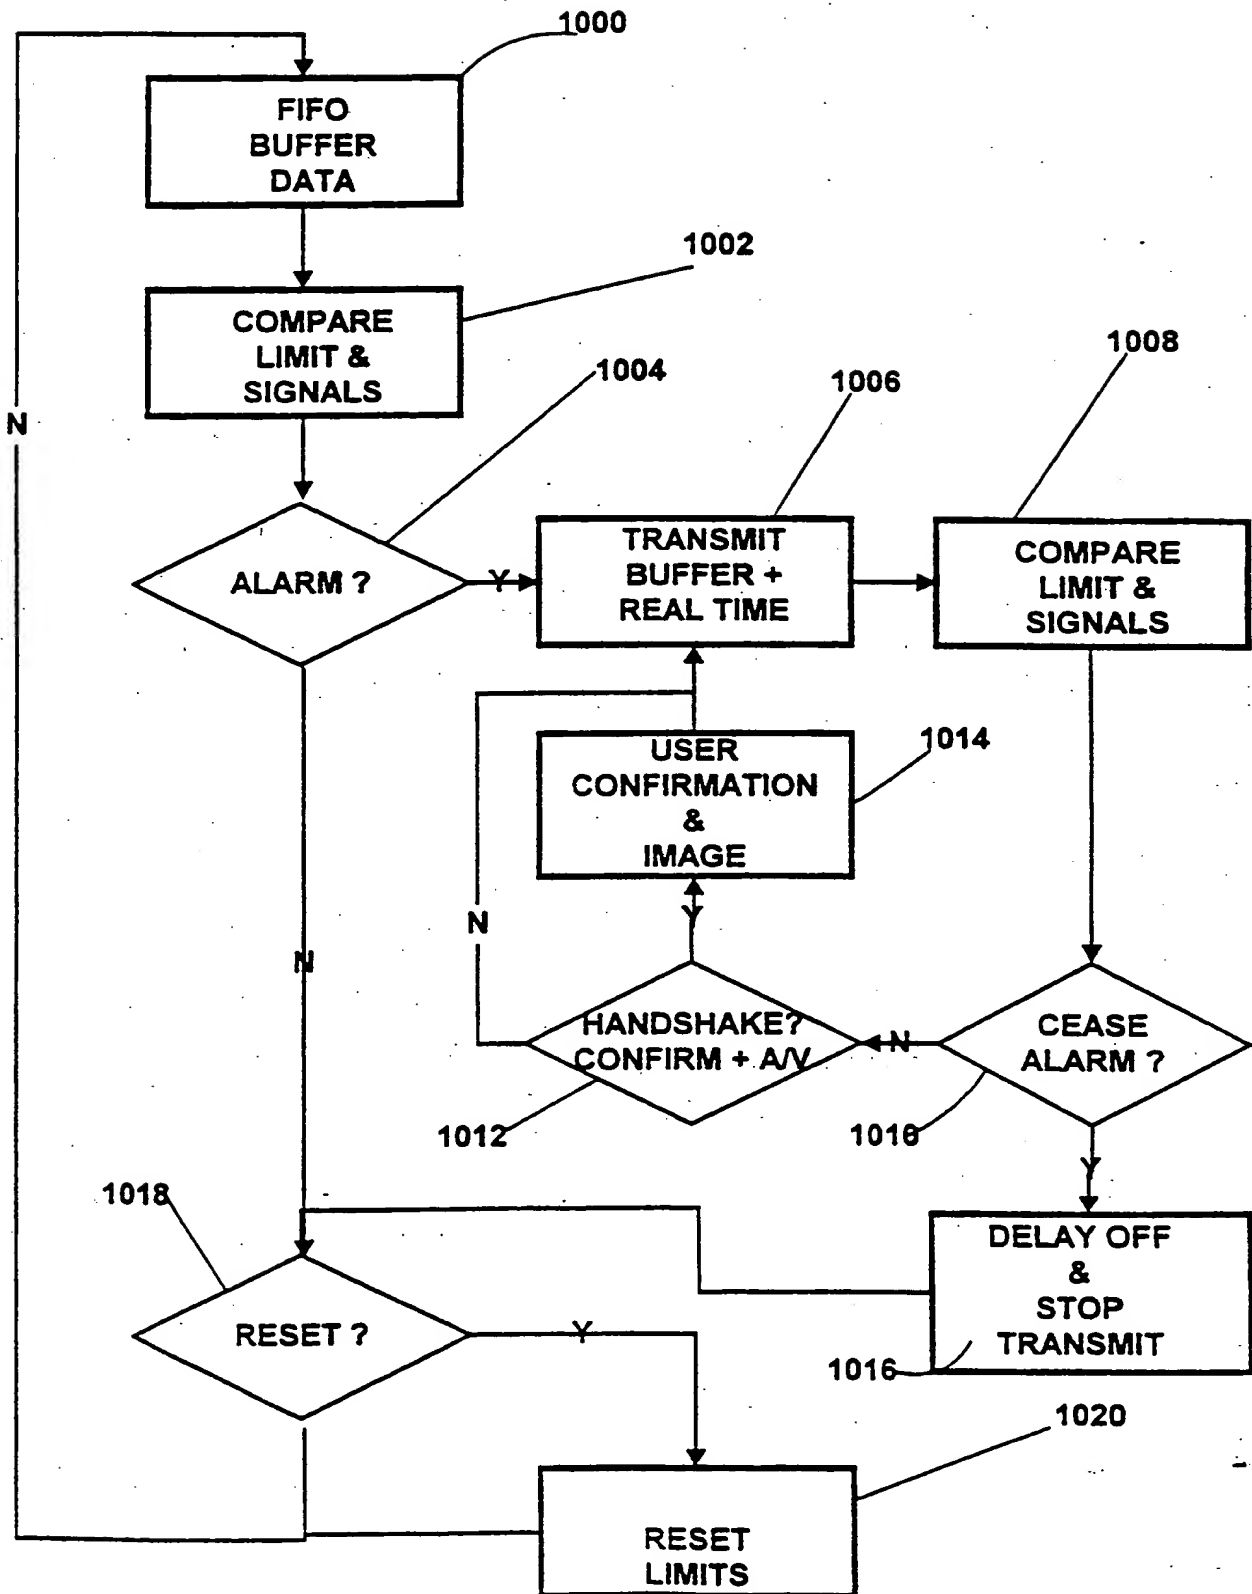 1000
FIFO
BUFFER
DATA
1002
COMPARE
LIMIT &
SIGNALS
1004
1006
1008
N
ALARM ?
Y
TRANSMIT
BUFFER +
REAL TIME
COMPARE
LIMIT &
SIGNALS
USER
CONFIRMATION
&
IMAGE
1014
N
Y
N
HANDSHAKE?
CONFIRM + A/V
N
CEASE
ALARM ?
1012
1010
Y
1018
DELAY OFF
&
STOP
TRANSMIT
1016
RESET ?
Y
1020
RESET
LIMITS